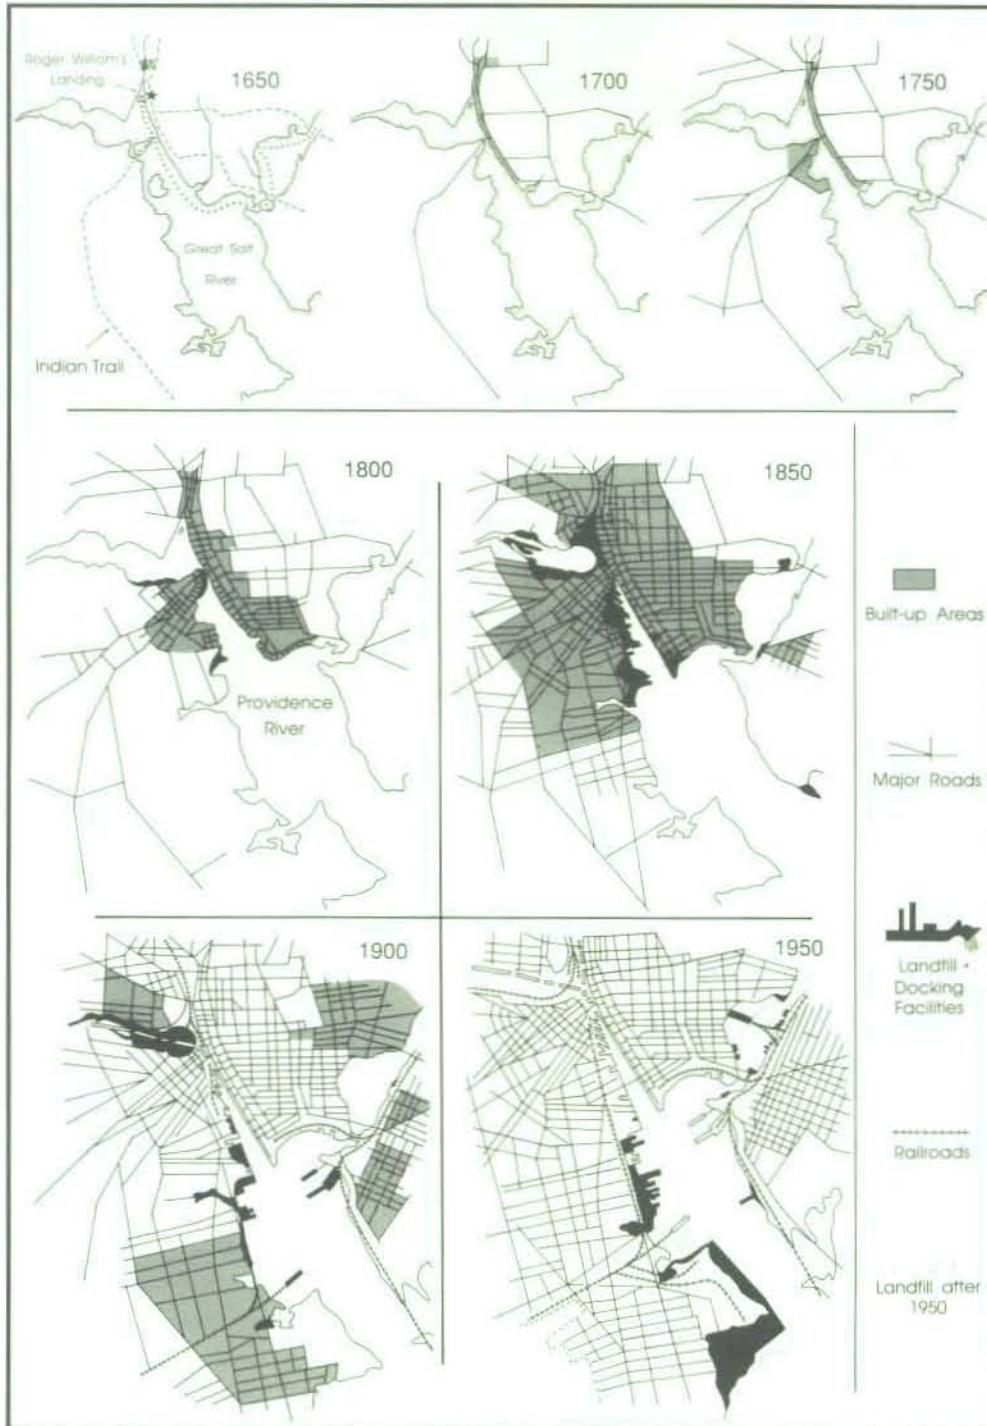 Roger William's
Landing
1650
1700
1750
Great Salt
River
Indian Trail
1800
Providence
River
1850
Built-up Areas
Major Roads
Landfill +
Docking
Facilities
1900
1950
Railroads
Landfill after
1950